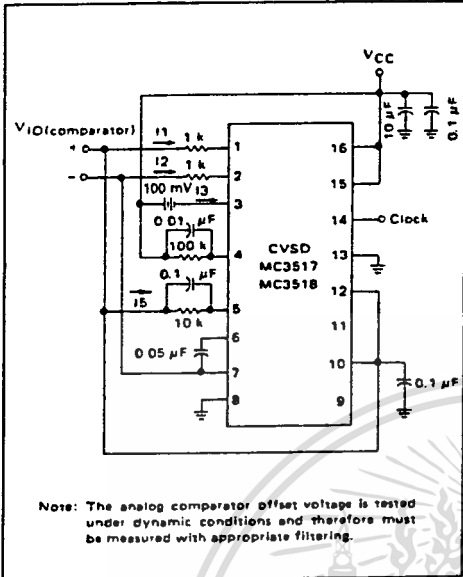 VCC
10 µF
0.1 µF
VIO(comparator)
+
I1
1 k
1
-
I2
1 k
2
100 mV
I3
3
0.01 µF
100 k
4
0.1 µF
I5
10 k
5
6
0.05 µF
7
8
CVSD
MC3517
MC3518
16
15
14
Clock
13
12
11
10
0.1 µF
9
Note: The analog comparator offset voltage is tested
under dynamic conditions and therefore must
be measured with appropriate filtering.